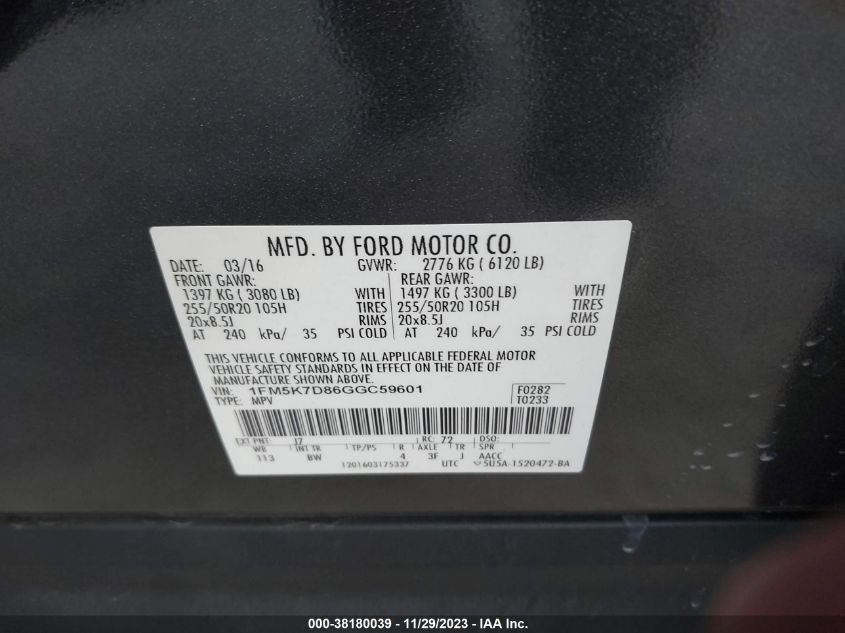 MFD. BY FORD MOTOR CO.
DATE: 03/16 GVWR: 2776 KG ( 6120 LB)
FRONT GAWR: REAR GAWR:
1397 KG ( 3080 LB) WITH 1497 KG ( 3300 LB) WITH
255/50R20 105H TIRES 255/50R20 105H TIRES
20x8.5J RIMS 20x8.5J RIMS
AT 240 kPa/ 35 PSI COLD AT 240 kPa/ 35 PSI COLD
THIS VEHICLE CONFORMS TO ALL APPLICABLE FEDERAL MOTOR
VEHICLE SAFETY STANDARDS IN EFFECT ON THE DATE OF
MANUFACTURE SHOWN ABOVE.
VIN: 1FM5K7D86GGC59601 F0282
TYPE: MPV T0233
EXT PNT: J7 RC: 72 DSO:
WB INT TR TP/PS R AXLE TR SPR
113 BW 4 3F J AACC
1201603175337 UTC 5U5A-1520472-BA
000-38180039 - 11/29/2023 - IAA Inc.